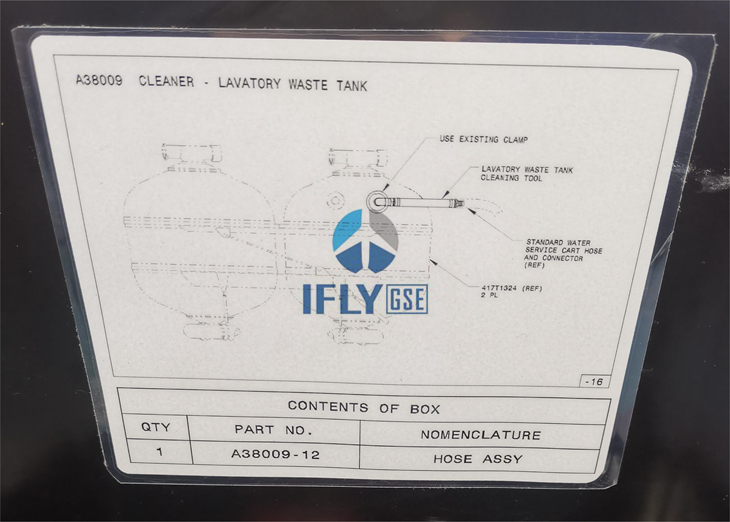 A38009 CLEANER - LAVATORY WASTE TANK
USE EXISTING CLAMP
LAVATORY WASTE TANK
CLEANING TOOL
STANDARD WATER
SERVICE CART HOSE
AND CONNECTOR
(REF)
417T1324 (REF)
2 PL
IFLY GSE
-16
CONTENTS OF BOX
QTY PART NO. NOMENCLATURE
1 A38009-12 HOSE ASSY